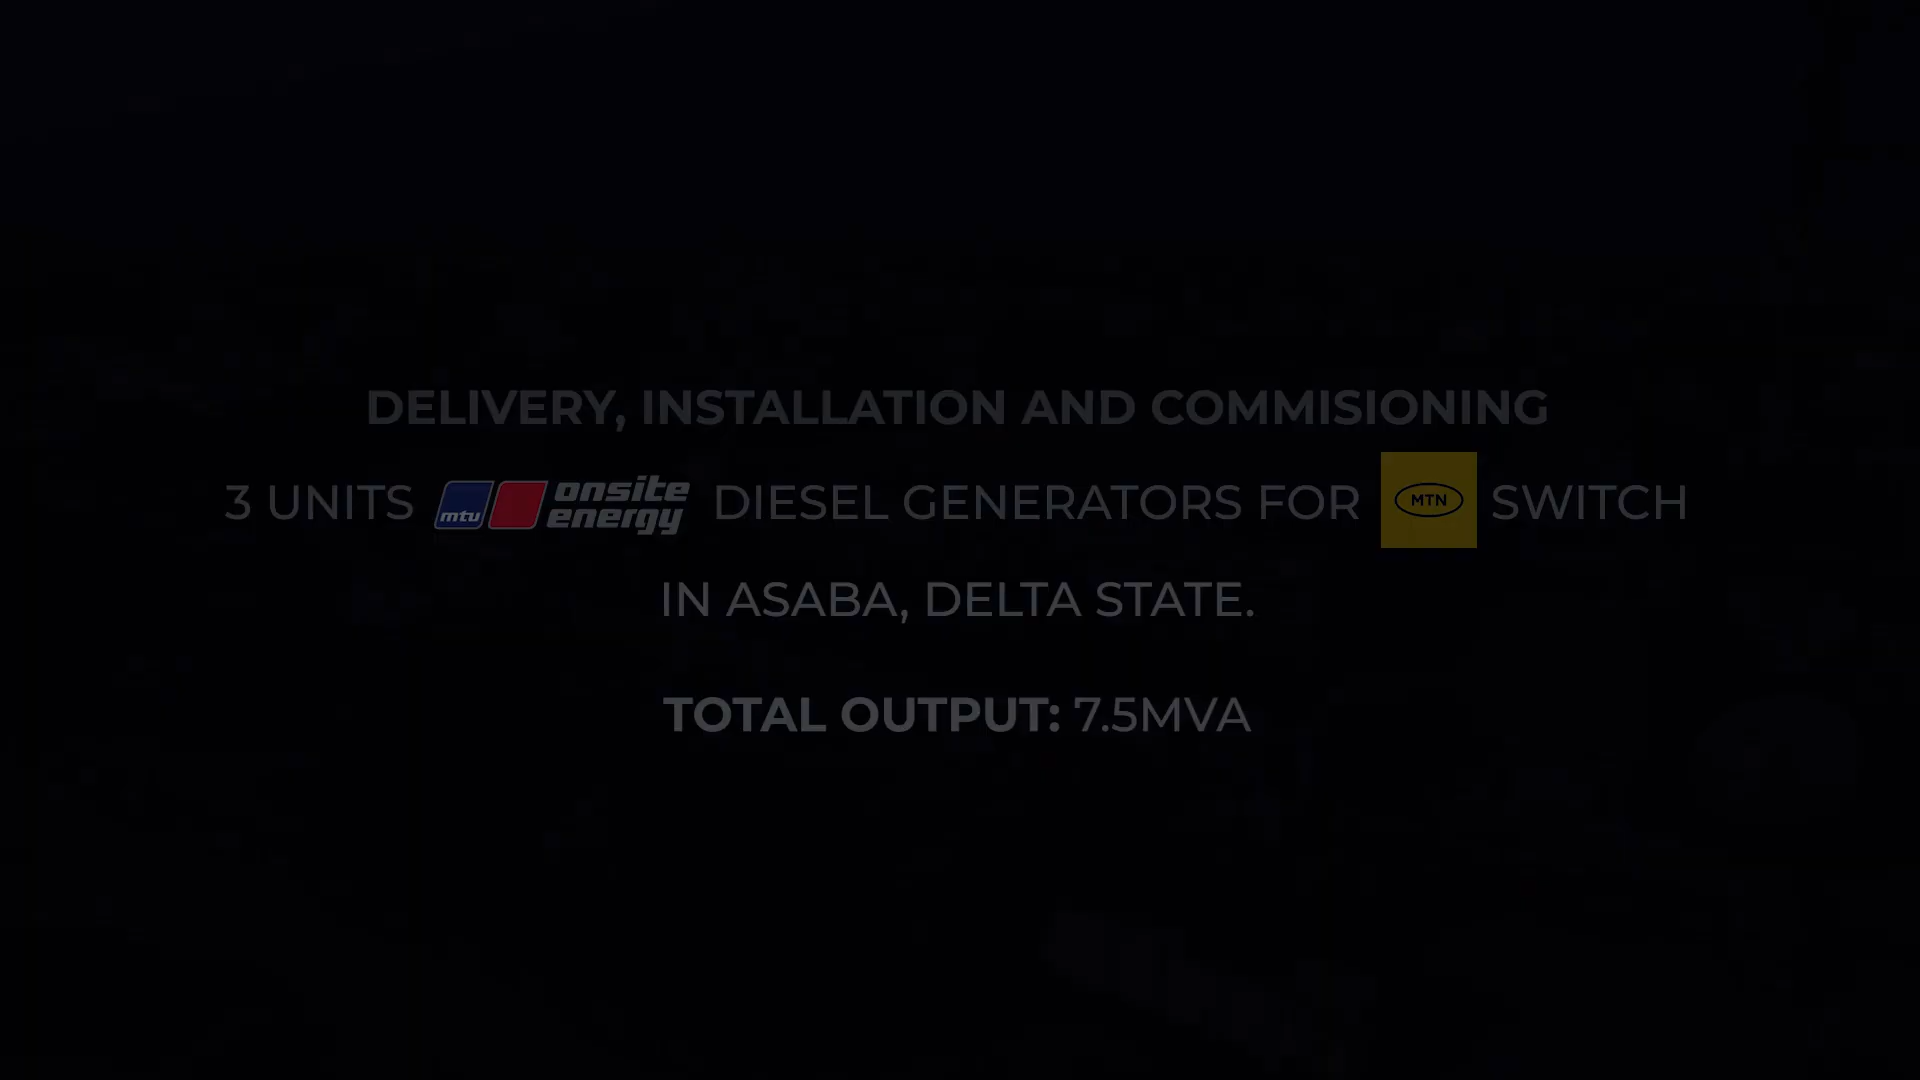 DELIVERY, INSTALLATION AND COMMISIONING
3 UNITS mtu onsite energy DIESEL GENERATORS FOR MTN SWITCH
IN ASABA, DELTA STATE.
TOTAL OUTPUT: 7.5MVA